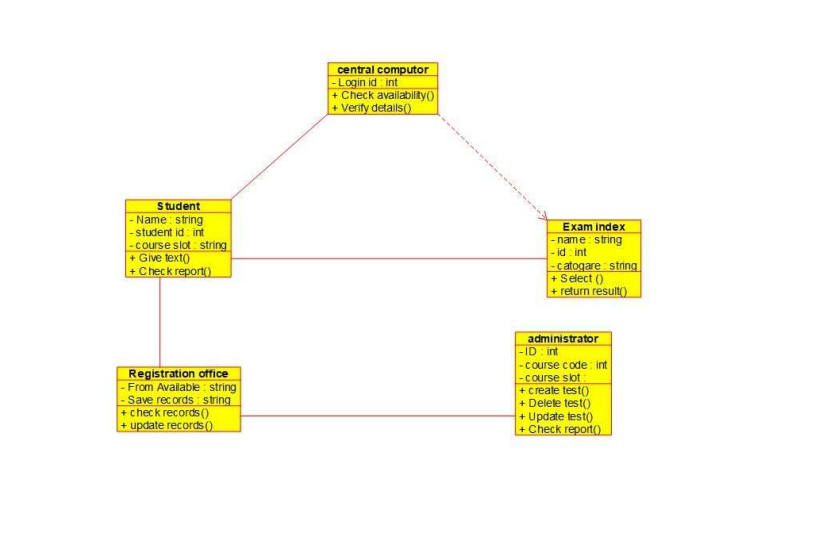 central computor
- Login id : int
+ Check availability()
+ Verify details()
Student
- Name : string
- student id : int
- course slot : string
+ Give text()
+ Check report()
Exam index
- name : string
- id : int
- catogare : string
+ Select ()
+ return result()
administrator
- ID : int
- course code : int
- course slot :
+ create test()
+ Delete test()
+ Update test()
+ Check report()
Registration office
- From Available : string
- Save records : string
+ check records()
+ update records()